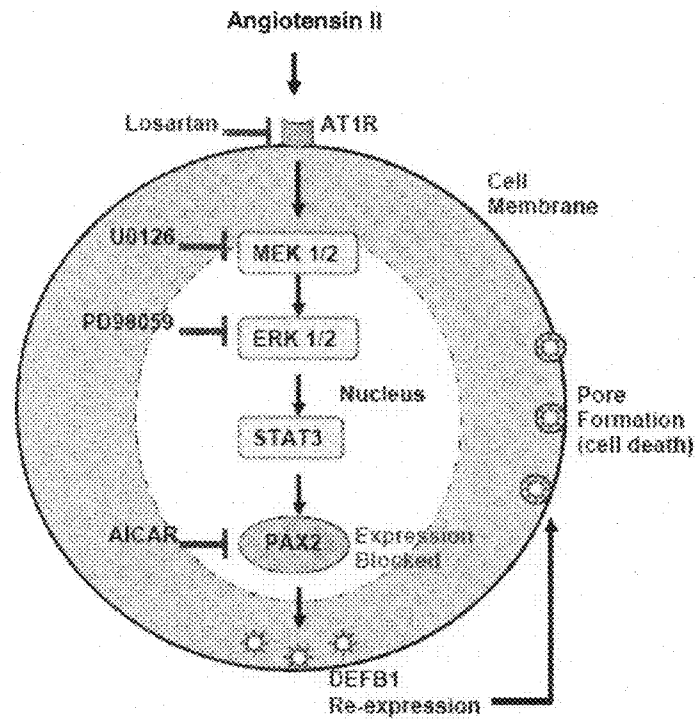 Angiotensin II
Losartan
AT1R
Cell
Membrane
U0126
MEK 1/2
PD98059
ERK 1/2
Nucleus
STAT3
Pore
Formation
(cell death)
AICAR
PAX2
Expression
Blocked
DEFB1
Re-expression